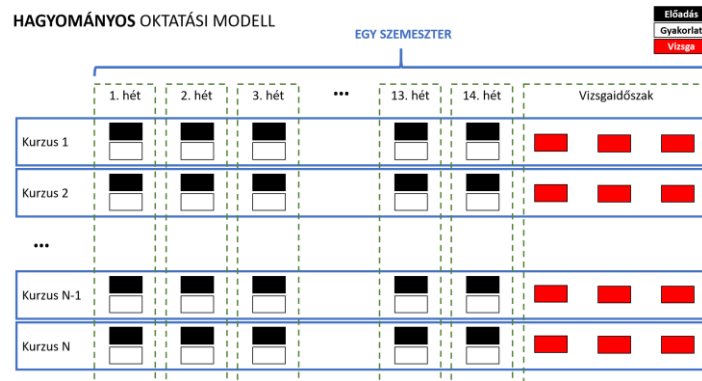 HAGYOMÁNYOS OKTATÁSI MODELL
Előadás
Gyakorlat
Vizsga
EGY SZEMESZTER
1. hét 2. hét 3. hét ... 13. hét 14. hét Vizsgaidőszak
Kurzus 1
Kurzus 2
...
Kurzus N-1
Kurzus N